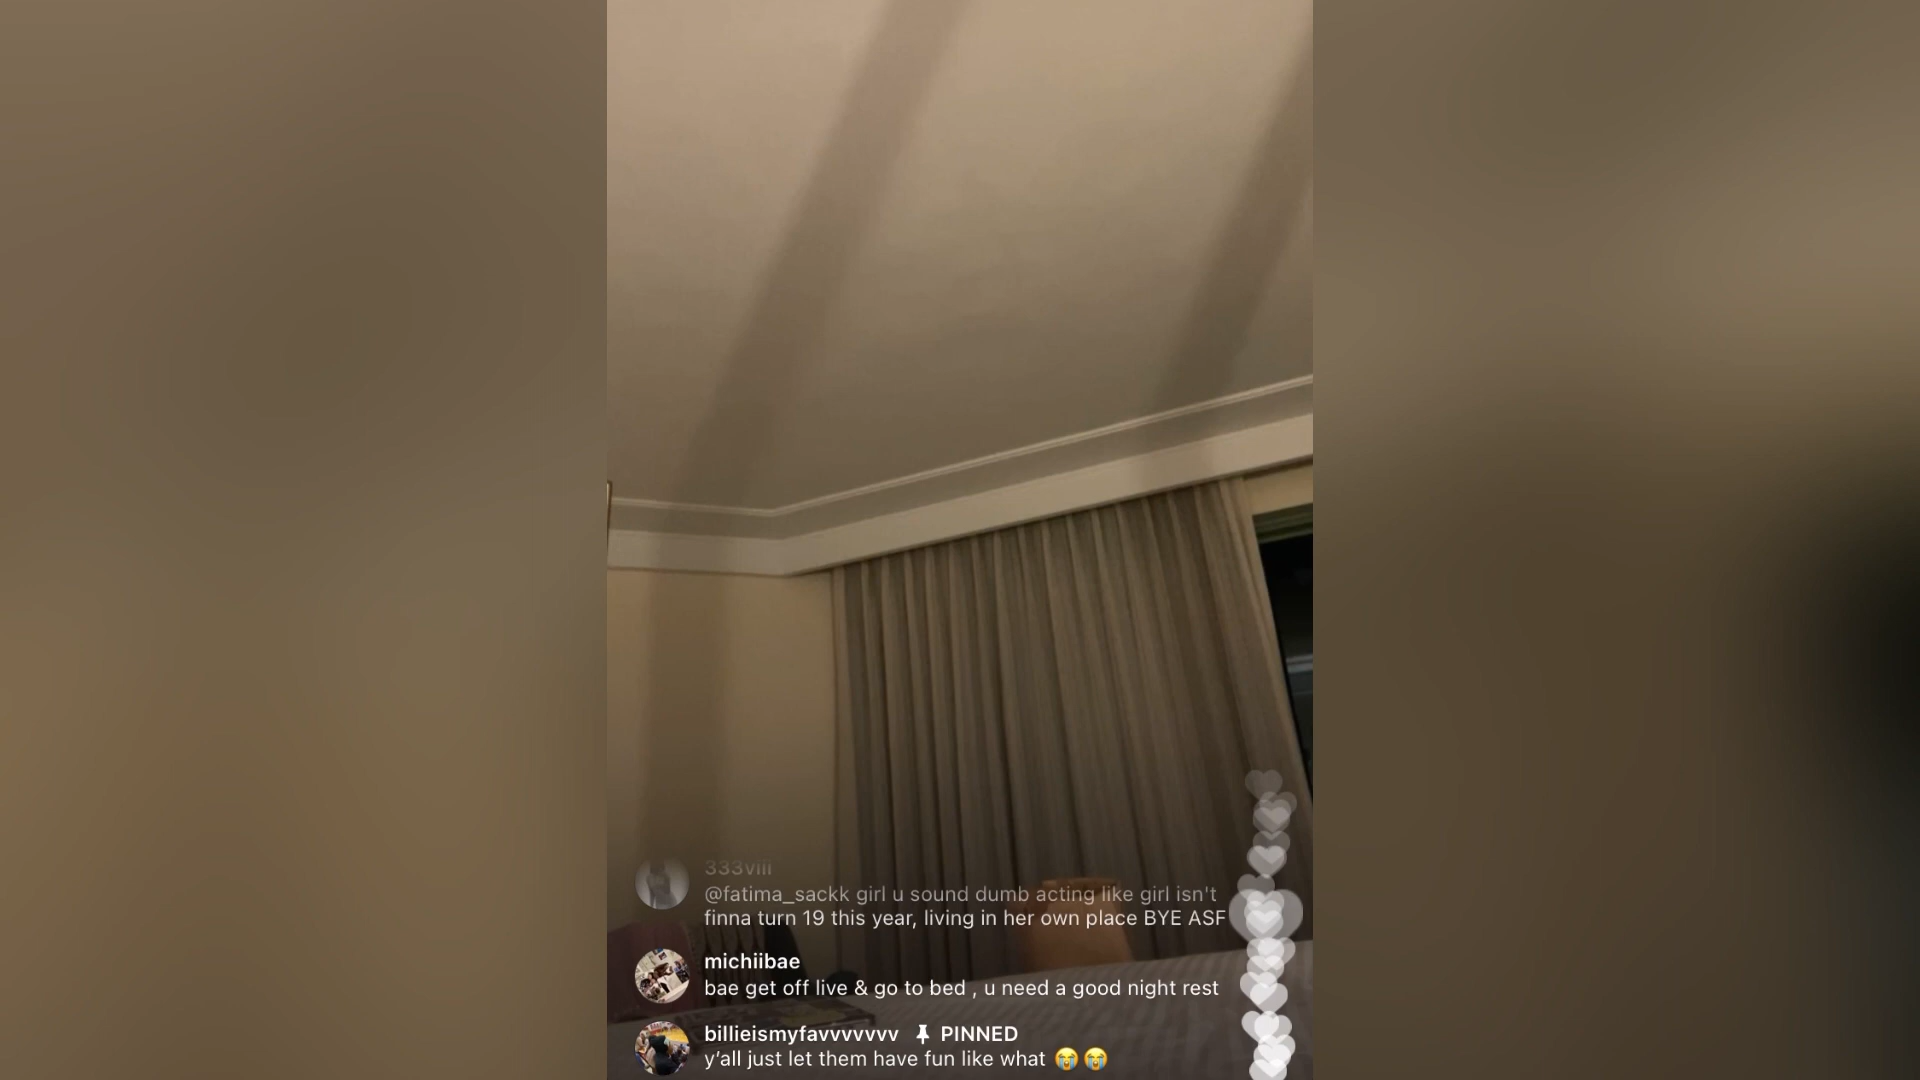 333viii
@fatima_sackk girl u sound dumb acting like girl isn't
finna turn 19 this year, living in her own place BYE ASF
michiibae
bae get off live & go to bed , u need a good night rest
billieismyfavvvvvvv PINNED
y'all just let them have fun like what 😭😭